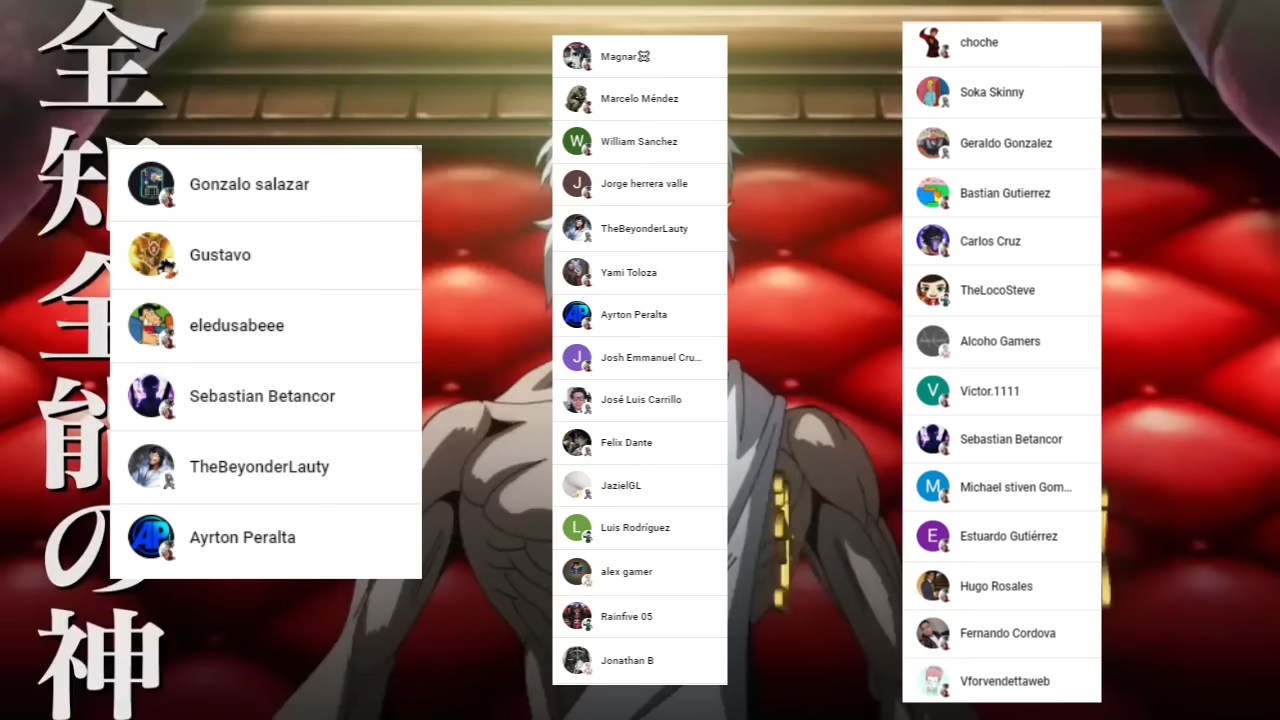 全知全能の神
Gonzalo salazar
Gustavo
eledusabeee
Sebastian Betancor
TheBeyonderLauty
Ayrton Peralta
Magnar
Marcelo Méndez
W
William Sanchez
J
Jorge herrera valle
TheBeyonderLauty
Yami Toloza
AP
Ayrton Peralta
J
Josh Emmanuel Cru...
José Luis Carrillo
Felix Dante
JazielGL
L
Luis Rodríguez
alex gamer
Rainfive 05
Jonathan B
choche
Soka Skinny
Geraldo Gonzalez
Bastian Gutierrez
Carlos Cruz
TheLocoSteve
Alcoho Gamers
V
Victor.1111
Sebastian Betancor
M
Michael stiven Gom...
E
Estuardo Gutiérrez
Hugo Rosales
Fernando Cordova
Vforvendettaweb